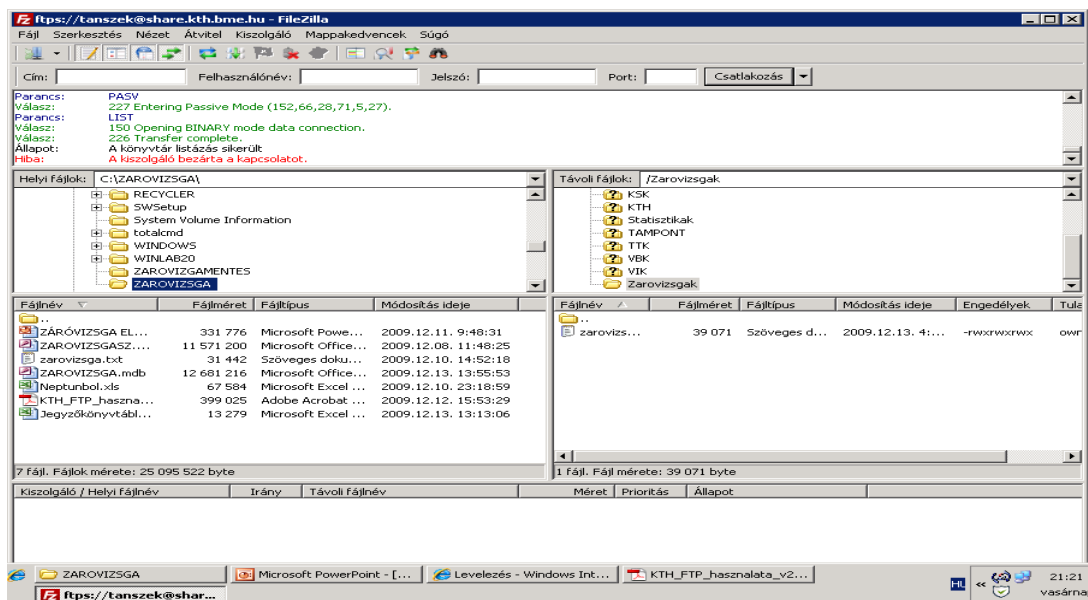 ftps://tanszek@share.kth.bme.hu - FileZilla
Fájl Szerkesztés Nézet Átvitel Kiszolgáló Mappakedvencek Súgó
Cím: Felhasználónév: Jelszó: Port: Csatlakozás
Parancs: PASV
Válasz: 227 Entering Passive Mode (152,66,28,71,5,27).
Parancs: LIST
Válasz: 150 Opening BINARY mode data connection.
Válasz: 226 Transfer complete.
Állapot: A könyvtár listázás sikerült
Hiba: A kiszolgáló bezárta a kapcsolatot.
Helyi fájlok: C:\ZAROVIZSGA\
RECYCLER
SWSetup
System Volume Information
totalcmd
WINDOWS
WINLAB20
ZAROVIZGAMENTES
ZAROVIZSGA
Távoli fájlok: /Zarovizsgak
KSK
KTH
Statisztikak
TAMPONT
TTK
VBK
VIK
Zarovizsgak
Fájlnév Fájlméret Fájltípus Módosítás ideje
..
ZÁRÓVIZSGA EL... 331 776 Microsoft Powe... 2009.12.11. 9:48:31
ZAROVIZSGASZ.... 11 571 200 Microsoft Office... 2009.12.08. 11:48:25
zarovizsga.txt 31 442 Szöveges doku... 2009.12.10. 14:52:18
ZAROVIZSGA.mdb 12 681 216 Microsoft Office... 2009.12.13. 13:55:53
Neptunbol.xls 67 584 Microsoft Excel ... 2009.12.10. 23:18:59
KTH_FTP_haszna... 399 025 Adobe Acrobat ... 2009.12.12. 15:53:29
Jegyzőkönyvtábl... 13 279 Microsoft Excel ... 2009.12.13. 13:13:06
7 fájl. Fájlok mérete: 25 095 522 byte
Fájlnév Fájlméret Fájltípus Módosítás ideje Engedélyek Tula
..
zarovizs... 39 071 Szöveges d... 2009.12.13. 4:... -rwxrwxrwx owr
1 fájl. Fájl mérete: 39 071 byte
Kiszolgáló / Helyi fájlnév Irány Távoli fájlnév Méret Prioritás Állapot
ZAROVIZSGA
Microsoft PowerPoint - [...
Levelezés - Windows Int...
KTH_FTP_hasznalata_v2...
ftps://tanszek@shar...
HU « 21:21
vasárna